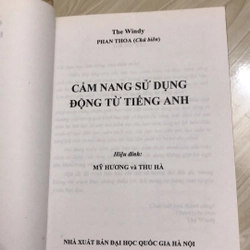 The Windy
PHAN THOA (Chủ biên)
CẨM NANG SỬ DỤNG
ĐỘNG TỪ TIẾNG ANH
Hiệu đính:
MỸ HƯƠNG và THU HÀ
NHÀ XUẤT BẢN ĐẠI HỌC QUỐC GIA HÀ NỘI